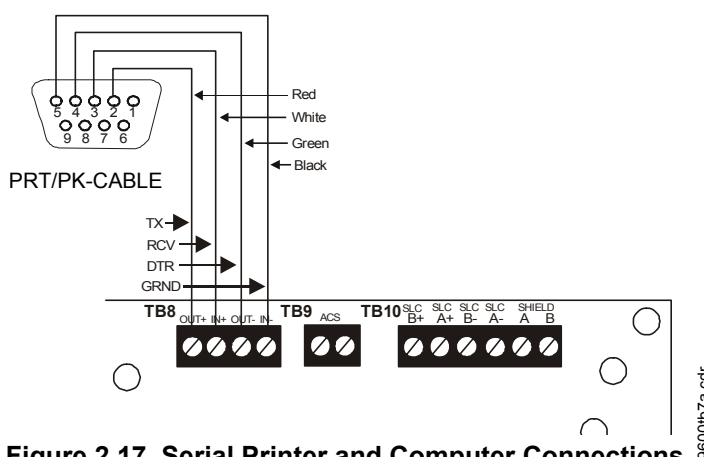 5 4 3 2 1
9 8 7 6
Red
White
Green
Black
PRT/PK-CABLE
TX
RCV
DTR
GRND
TB8 OUT+ IN+ OUT- IN-
TB9 ACS
TB10 SLC B+ SLC A+ SLC B- SLC A- SHIELD A B
9600tb7a.cdr
Figure 2.17 Serial Printer and Computer Connections